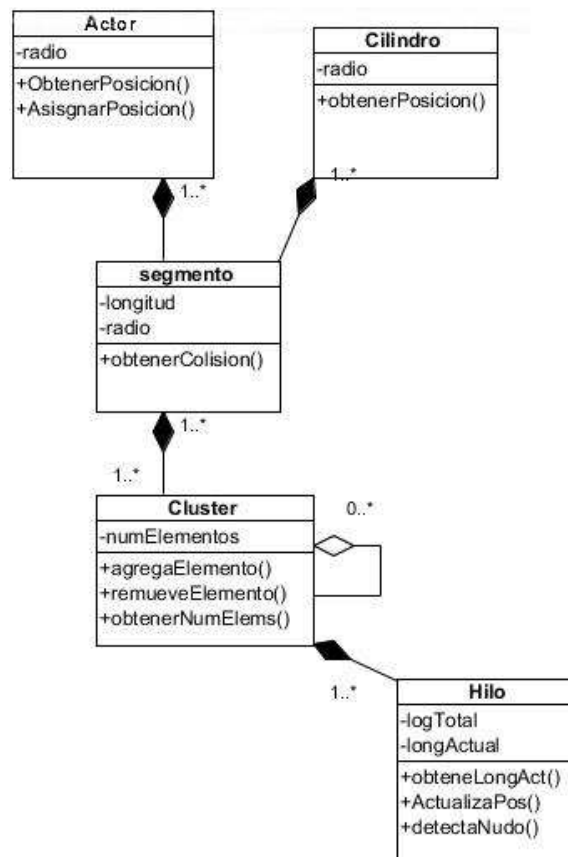 Actor
-radio
+ObtenerPosicion()
+AsisgnarPosicion()
Cilindro
-radio
+obtenerPosicion()
1..*
1..*
segmento
-longitud
-radio
+obtenerColision()
1..*
1..*
Cluster
-numElementos
+agregaElemento()
+remueveElemento()
+obtenerNumElems()
0..*
1..*
Hilo
-logTotal
-longActual
+obteneLongAct()
+ActualizaPos()
+detectaNudo()